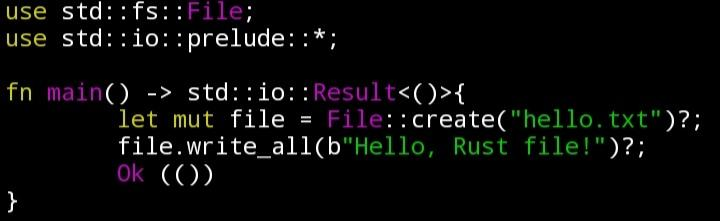 use std::fs::File;
use std::io::prelude::*;

fn main() -> std::io::Result<()>{
        let mut file = File::create("hello.txt")?;
        file.write_all(b"Hello, Rust file!")?;
        Ok (())
}